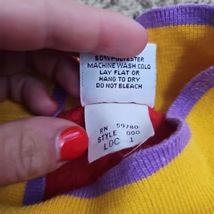 50% POLYESTER
MACHINE WASH COLD
LAY FLAT OR
HANG TO DRY
DO NOT BLEACH
RN 59780
STYLE 000
LOC 1